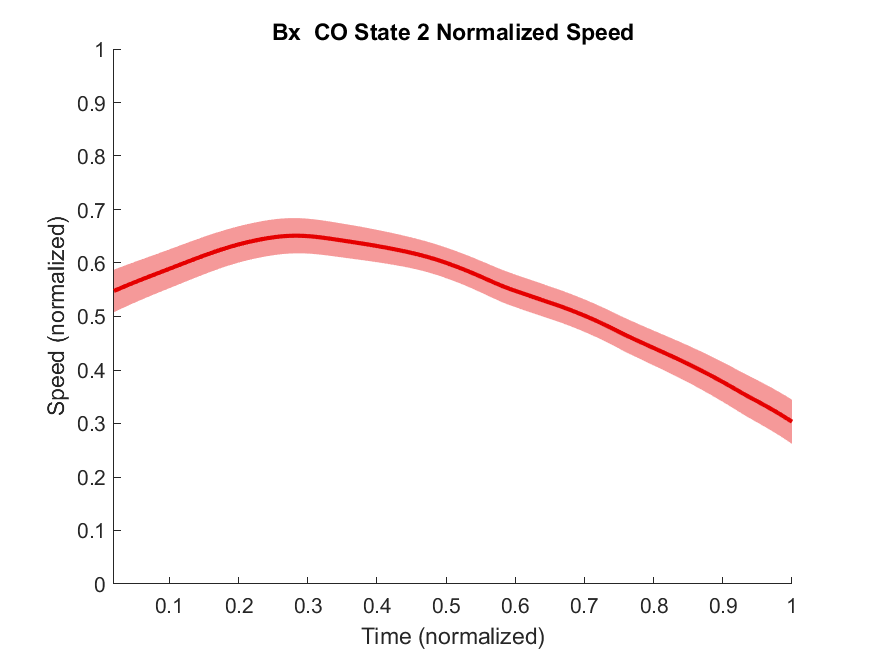 Bx  CO State 2 Normalized Speed
1
0.9
0.8
0.7
0.6
0.5
0.4
0.3
0.2
0.1
0
Speed (normalized)
0.1 0.2 0.3 0.4 0.5 0.6 0.7 0.8 0.9 1
Time (normalized)